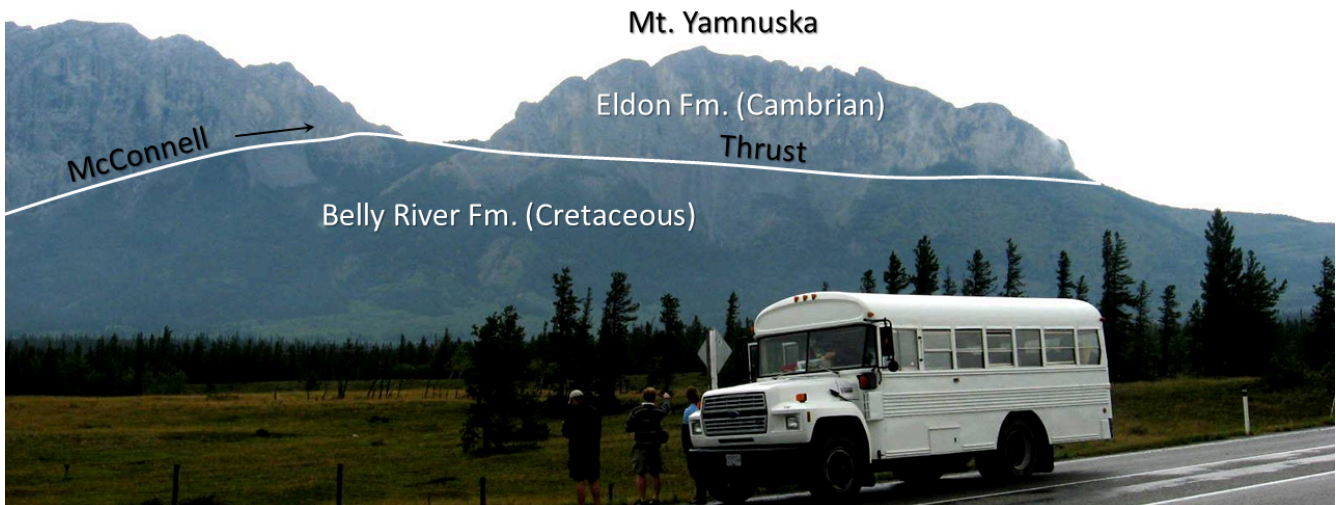 Mt. Yamnuska
Eldon Fm. (Cambrian)
McConnell
Thrust
Belly River Fm. (Cretaceous)